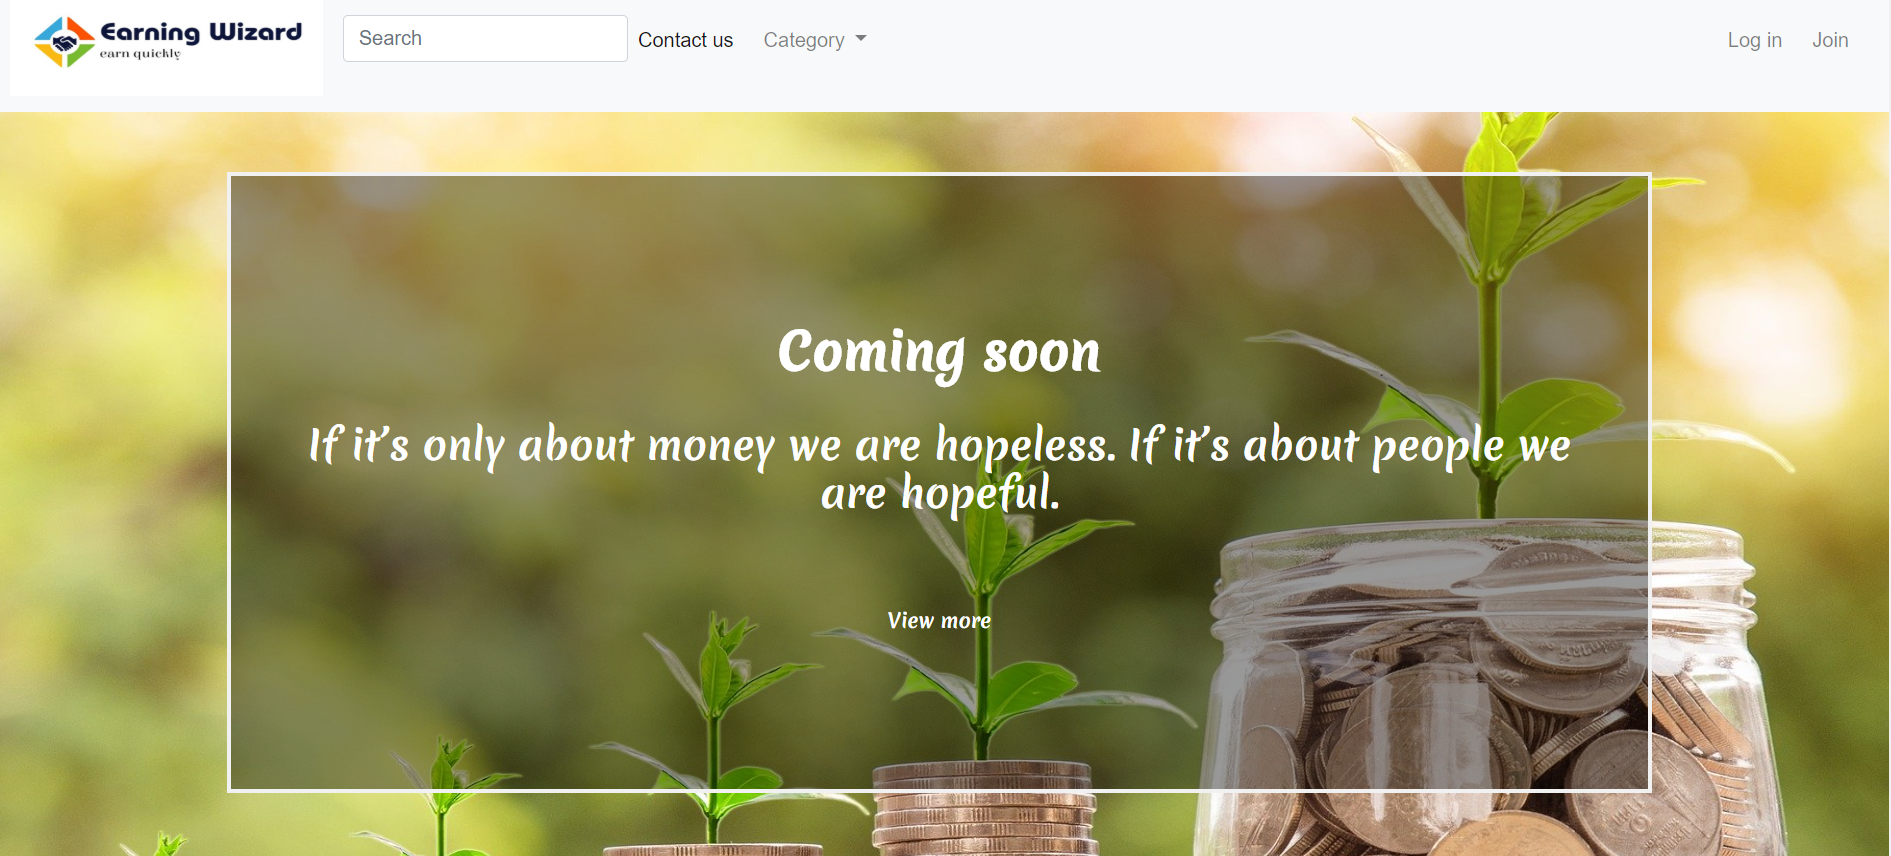 Earning Wizard
earn quickly
Search
Contact us
Category
Log in
Join
Coming soon
If it's only about money we are hopeless. If it's about people we
are hopeful.
View more